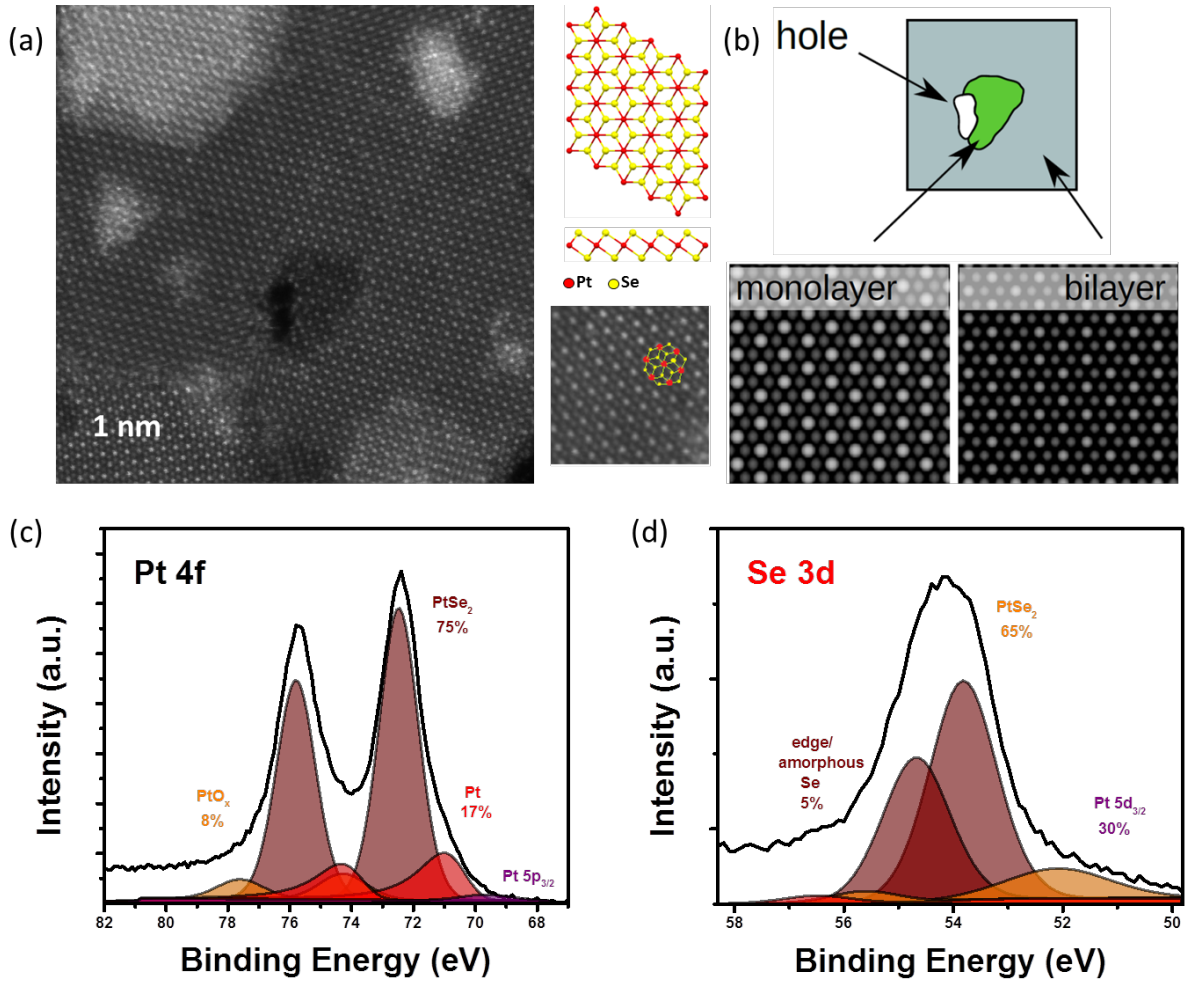 (a)
1 nm
Pt Se
(b)
hole
monolayer
bilayer
(c)
Pt 4f
PtSe₂
75%
PtOₓ
8%
Pt
17%
Pt 5p₃/₂
Intensity (a.u.)
82 80 78 76 74 72 70 68
Binding Energy (eV)
(d)
Se 3d
PtSe₂
65%
edge/
amorphous
Se
5%
Pt 5d₃/₂
30%
Intensity (a.u.)
58 56 54 52 50
Binding Energy (eV)